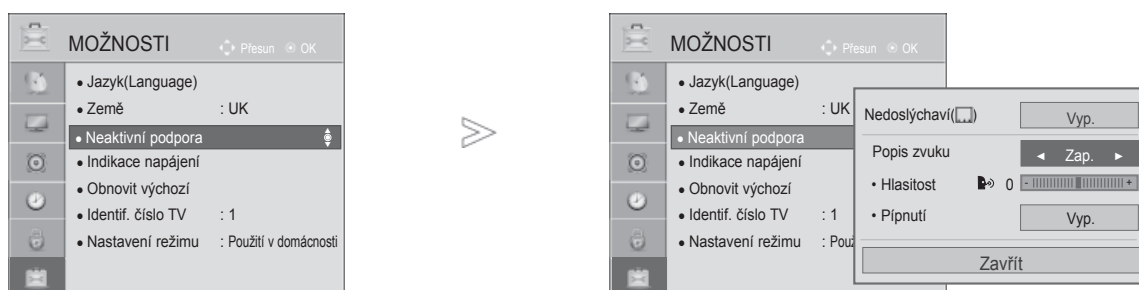 MOŽNOSTI Přesun OK
• Jazyk(Language)
• Země : UK
• Neaktivní podpora
• Indikace napájení
• Obnovit výchozí
• Identif. číslo TV : 1
• Nastavení režimu : Použití v domácnosti
MOŽNOSTI Přesun OK
• Jazyk(Language)
• Země : UK
• Neaktivní podpora
• Indikace napájení
• Obnovit výchozí
• Identif. číslo TV : 1
• Nastavení režimu : Pou
Nedoslýchaví( ) Vyp.
Popis zvuku ◄ Zap. ►
• Hlasitost 0 - +
• Pípnutí Vyp.
Zavřít